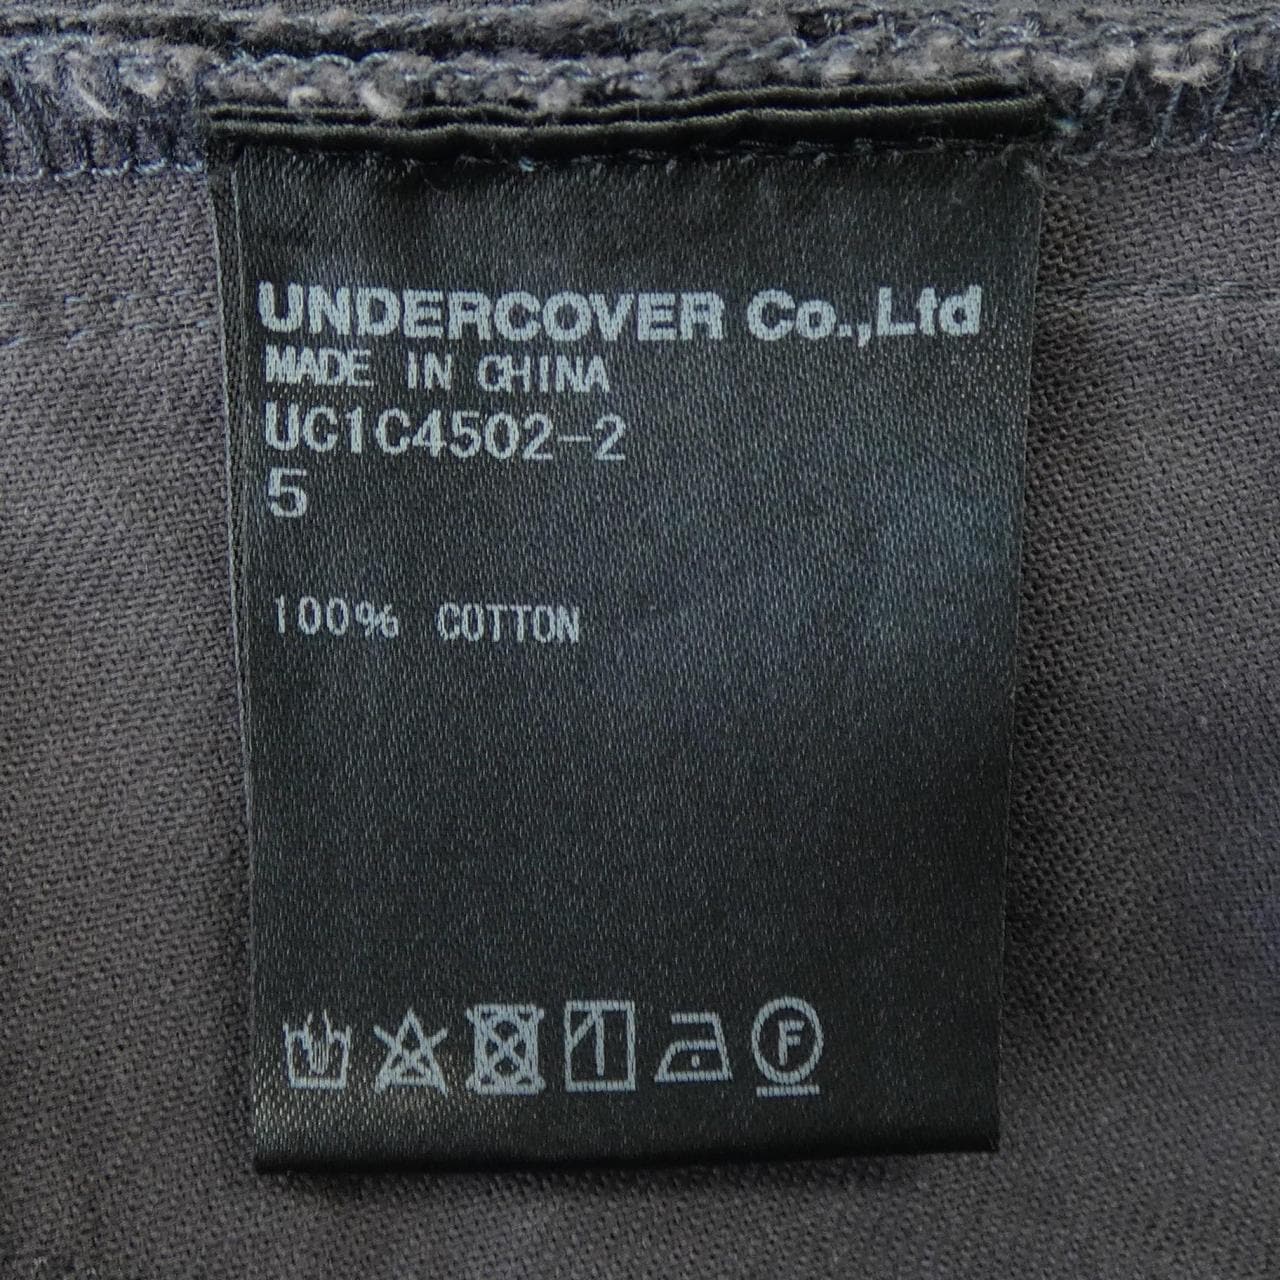 UNDERCOVER Co.,Ltd
MADE IN CHINA
UC1C4502-2
5
100% COTTON
F